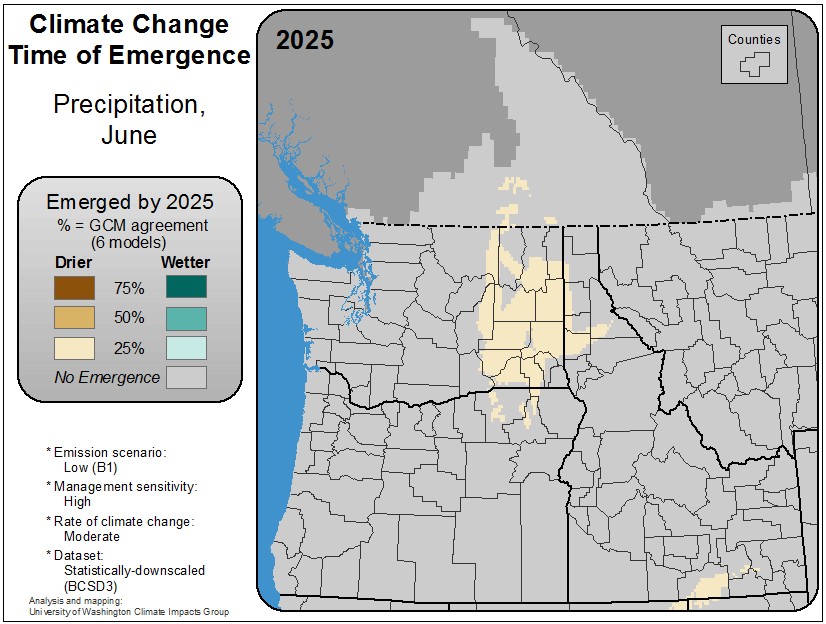 Climate Change
Time of Emergence
Precipitation,
June
Emerged by 2025
% = GCM agreement
(6 models)
Drier Wetter
75%
50%
25%
No Emergence
* Emission scenario:
Low (B1)
* Management sensitivity:
High
* Rate of climate change:
Moderate
* Dataset:
Statistically-downscaled
(BCSD3)
Analysis and mapping:
University of Washington Climate Impacts Group
2025
Counties